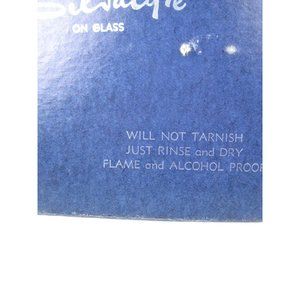 ON GLASS
WILL NOT TARNISH
JUST RINSE and DRY
FLAME and ALCOHOL PROOF